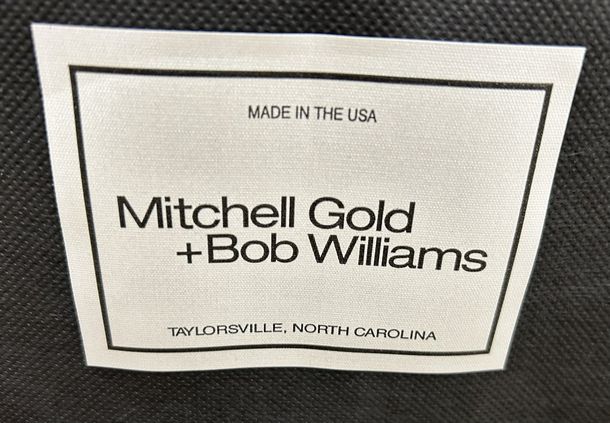 MADE IN THE USA
Mitchell Gold
+Bob Williams
TAYLORSVILLE, NORTH CAROLINA